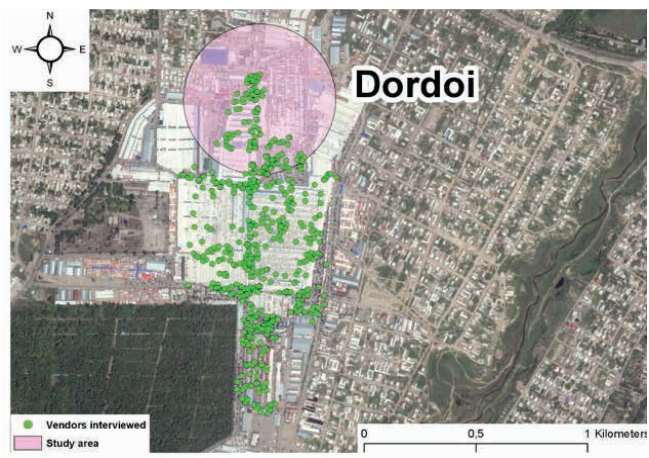 N
W E
S
Dordoi
Vendors interviewed
Study area
0 0,5 1 Kilometers